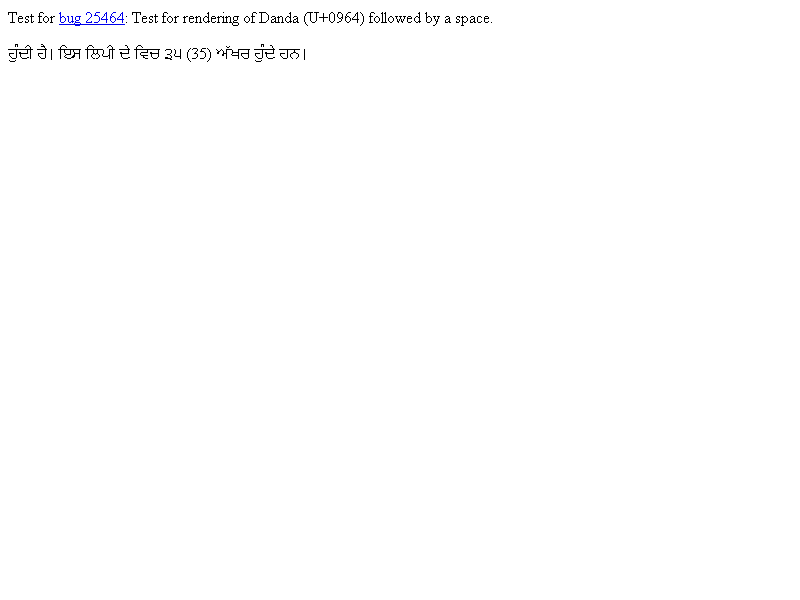 Test for bug 25464: Test for rendering of Danda (U+0964) followed by a space.
ਹੁੰਦੀ ਹੈ। ਇਸ ਲਿਪੀ ਦੇ ਵਿਚ ੩੫ (35) ਅੱਖਰ ਹੁੰਦੇ ਹਨ।